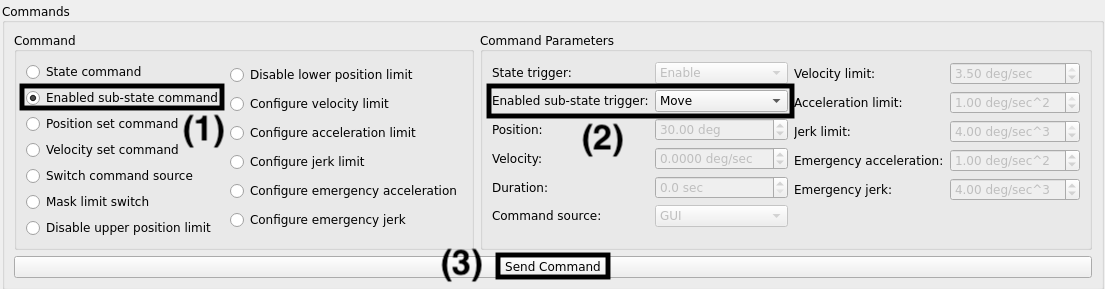 Commands
Command
State command
Enabled sub-state command
(1)
Position set command
Velocity set command
Switch command source
Mask limit switch
Disable upper position limit
Disable lower position limit
Configure velocity limit
Configure acceleration limit
Configure jerk limit
Configure emergency acceleration
Configure emergency jerk
Command Parameters
State trigger: Enable
Enabled sub-state trigger: Move
(2)
Position: 30.00 deg
Velocity: 0.0000 deg/sec
Duration: 0.0 sec
Command source: GUI
Velocity limit: 3.50 deg/sec
Acceleration limit: 1.00 deg/sec^2
Jerk limit: 4.00 deg/sec^3
Emergency acceleration: 1.00 deg/sec^2
Emergency jerk: 4.00 deg/sec^3
(3) Send Command